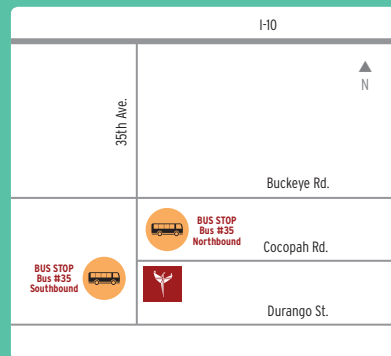 I-10
N
35th Ave.
Buckeye Rd.
BUS STOP
Bus #35
Northbound
Cocopah Rd.
BUS STOP
Bus #35
Southbound
Durango St.